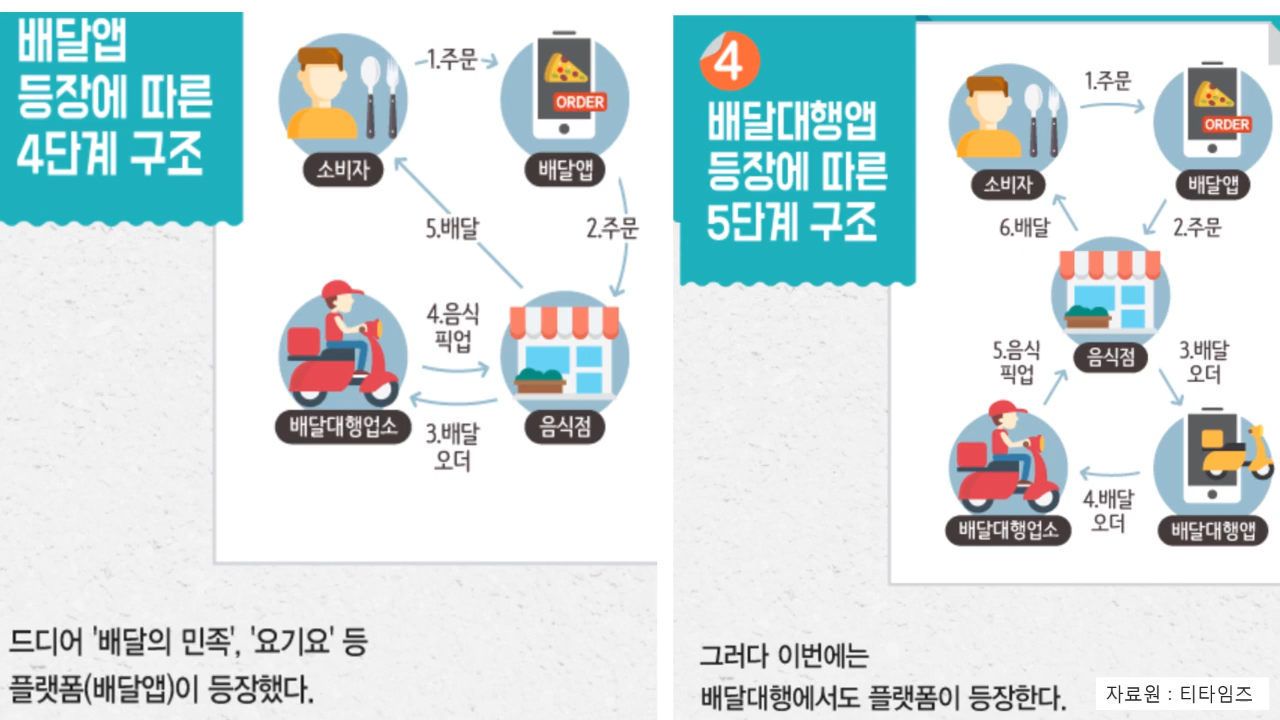 배달앱
등장에 따른
4단계 구조
1.주문
ORDER
소비자
배달앱
5.배달
2.주문
4.음식
픽업
배달대행업소
음식점
3.배달
오더
드디어 '배달의 민족', '요기요' 등
플랫폼(배달앱)이 등장했다.
4
배달대행앱
등장에 따른
5단계 구조
1.주문
ORDER
소비자
배달앱
6.배달
2.주문
음식점
5.음식
픽업
3.배달
오더
4.배달
오더
배달대행업소
배달대행앱
그러다 이번에는
배달대행에서도 플랫폼이 등장한다.
자료원 : 티타임즈